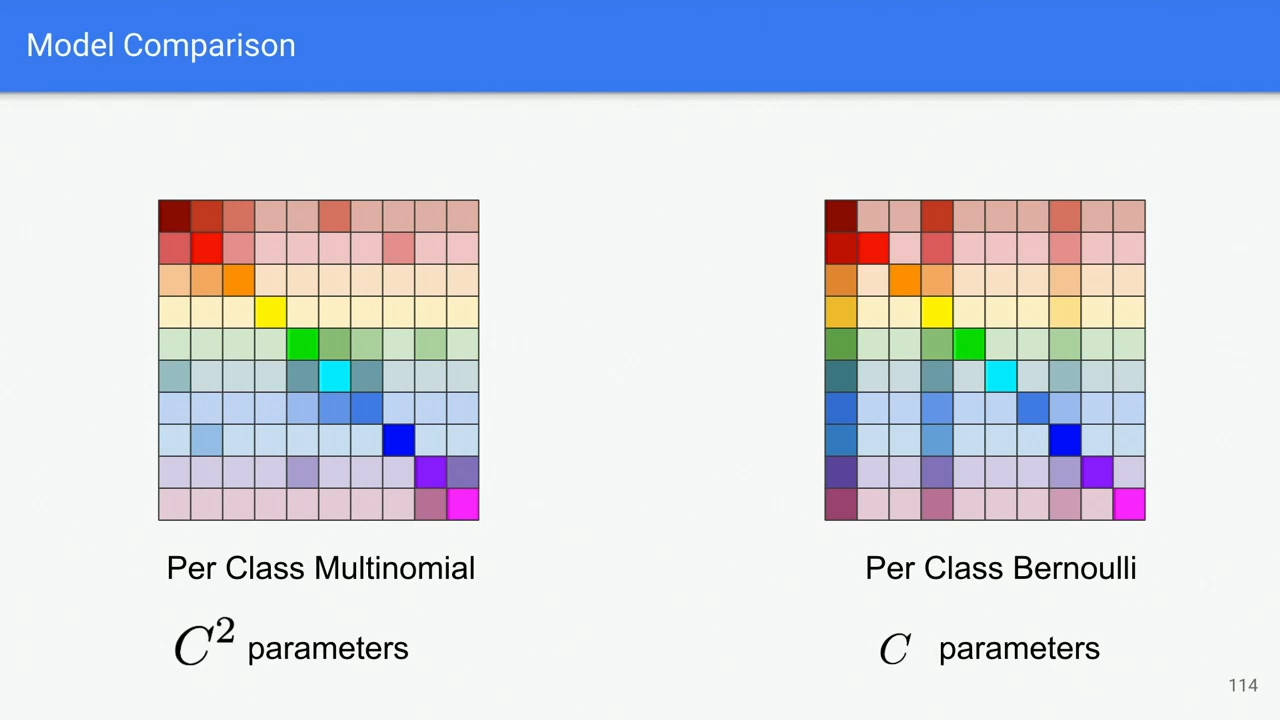 Model Comparison
Per Class Multinomial
Per Class Bernoulli
C² parameters
C parameters
114